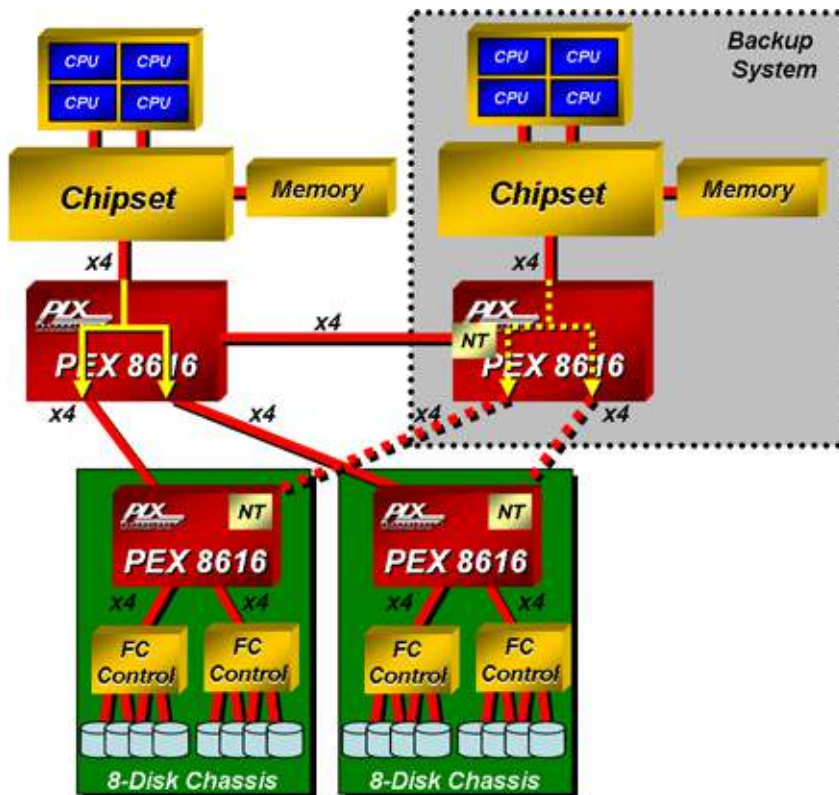 CPU CPU
CPU CPU
Chipset
Memory
x4
PLX
PEX 8616
x4
Backup
System
CPU CPU
CPU CPU
Chipset
Memory
x4
PLX
NT
PEX 8616
x4
x4
x4
x4
PLX
NT
PEX 8616
x4
x4
FC
Control
FC
Control
8-Disk Chassis
PLX
NT
PEX 8616
x4
x4
FC
Control
FC
Control
8-Disk Chassis